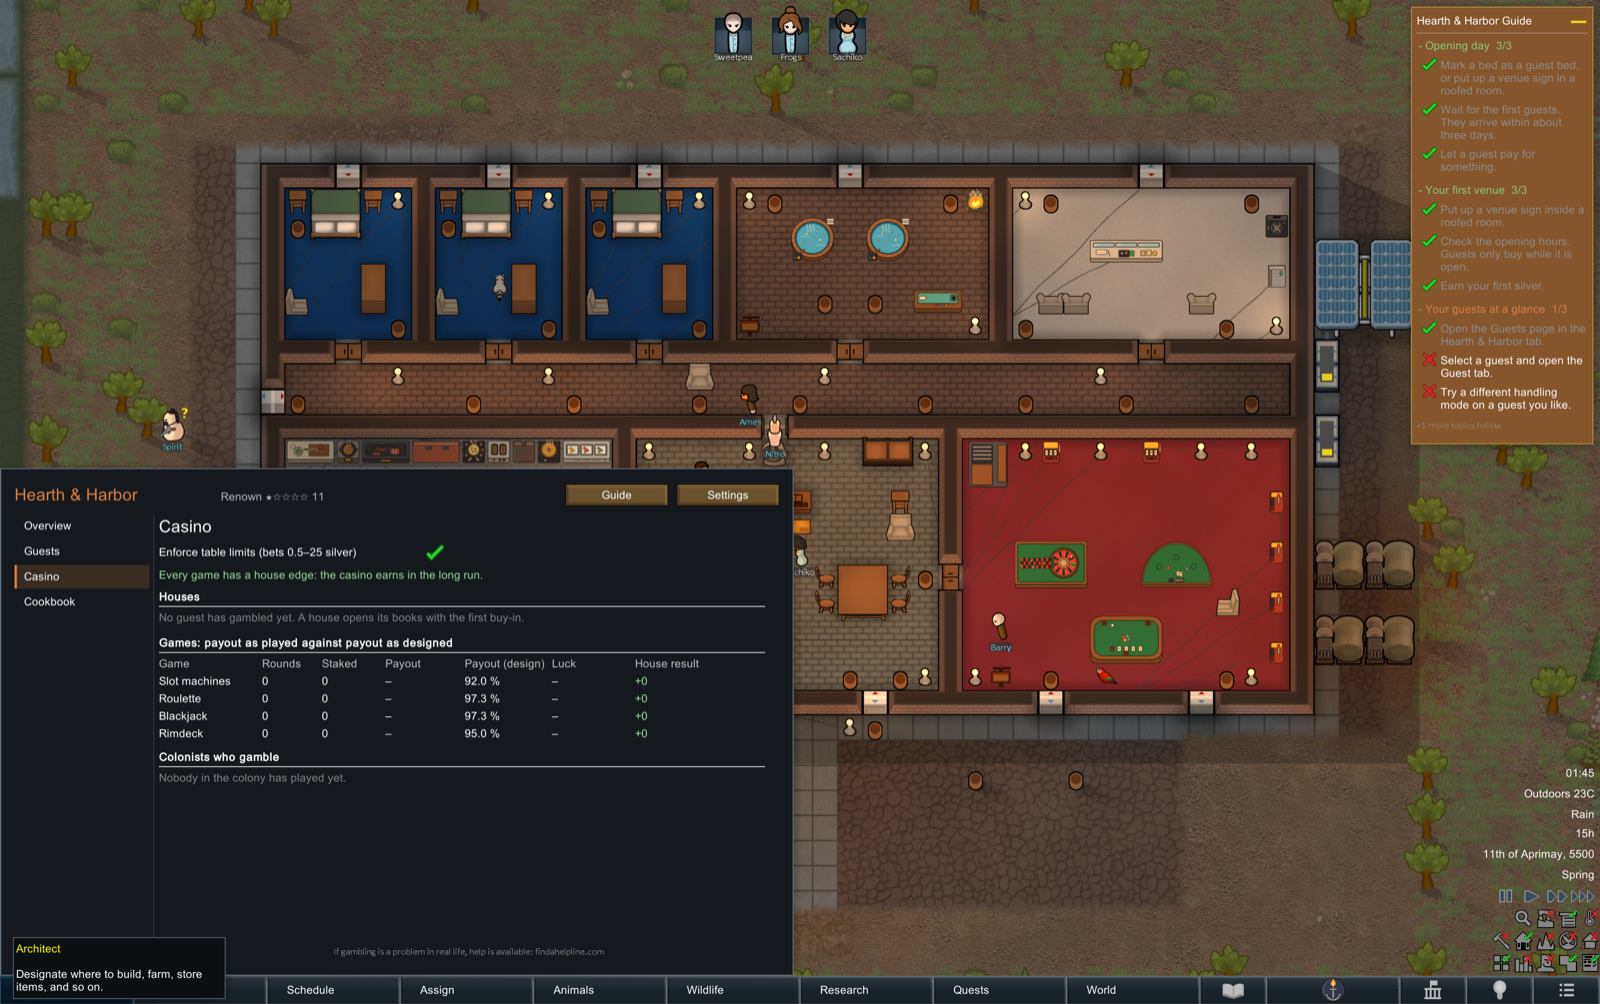 Sweetpea
Frogs
Sachiko
Hearth & Harbor Guide
- Opening day 3/3
Mark a bed as a guest bed,
or put up a venue sign in a
roofed room.
Wait for the first guests.
They arrive within about
three days.
Let a guest pay for
something.
- Your first venue 3/3
Put up a venue sign inside a
roofed room.
Check the opening hours.
Guests only buy while it is
open.
Earn your first silver.
- Your guests at a glance 1/3
Open the Guests page in the
Hearth & Harbor tab.
Select a guest and open the
Guest tab.
Try a different handling
mode on a guest you like.
+1 more topics follow
?
Spirit
Ames
Nitro
chiko
Barry
Hearth & Harbor
Renown ★☆☆☆☆ 11
Guide
Settings
Overview
Guests
Casino
Cookbook
Casino
Enforce table limits (bets 0.5–25 silver)
Every game has a house edge: the casino earns in the long run.
Houses
No guest has gambled yet. A house opens its books with the first buy-in.
Games: payout as played against payout as designed
Game Rounds Staked Payout Payout (design) Luck House result
Slot machines 0 0 – 92.0 % – +0
Roulette 0 0 – 97.3 % – +0
Blackjack 0 0 – 97.3 % – +0
Rimdeck 0 0 – 95.0 % – +0
Colonists who gamble
Nobody in the colony has played yet.
If gambling is a problem in real life, help is available: findahelpline.com
Architect
Designate where to build, farm, store
items, and so on.
01:45
Outdoors 23C
Rain
15h
11th of Aprimay, 5500
Spring
Schedule
Assign
Animals
Wildlife
Research
Quests
World